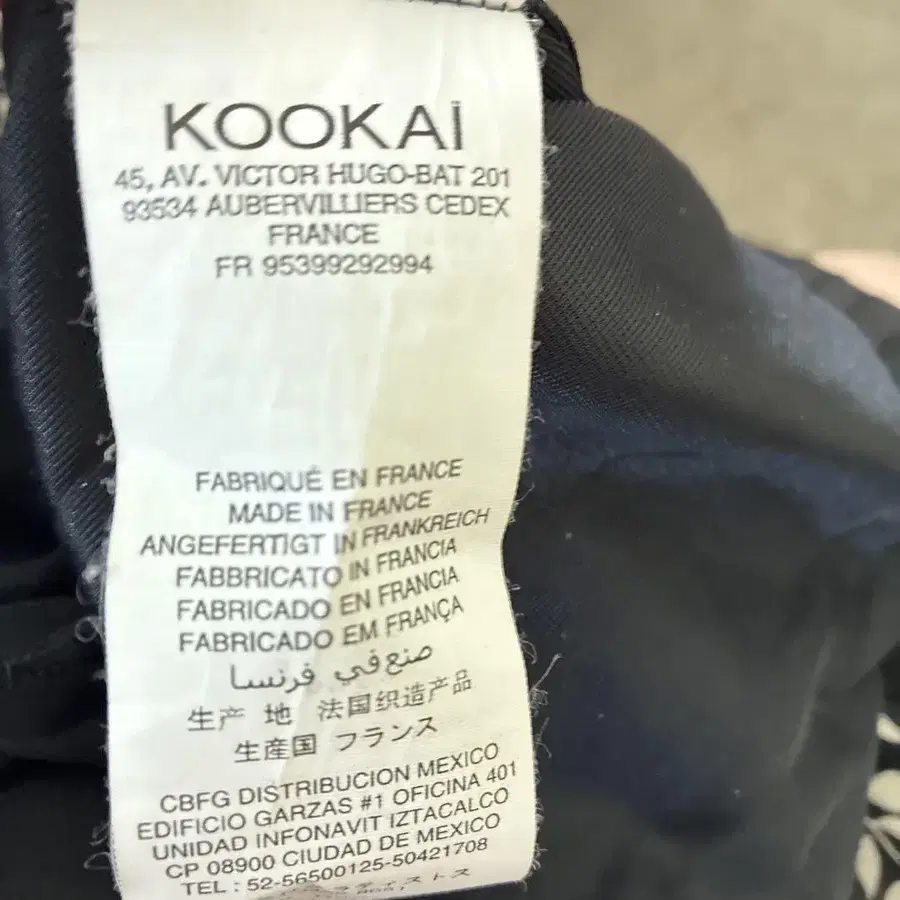 KOOKAÏ
45, AV. VICTOR HUGO-BAT 201
93534 AUBERVILLIERS CEDEX
FRANCE
FR 95399292994
FABRIQUÉ EN FRANCE
MADE IN FRANCE
ANGEFERTIGT IN FRANKREICH
FABBRICATO IN FRANCIA
FABRICADO EN FRANCIA
FABRICADO EM FRANÇA
صنع في فرنسا
生产 地 法国织造产品
生産国 フランス
CBFG DISTRIBUCION MEXICO
EDIFICIO GARZAS #1 OFICINA 401
UNIDAD INFONAVIT IZTACALCO
CP 08900 CIUDAD DE MEXICO
TEL : 52-56500125-50421708